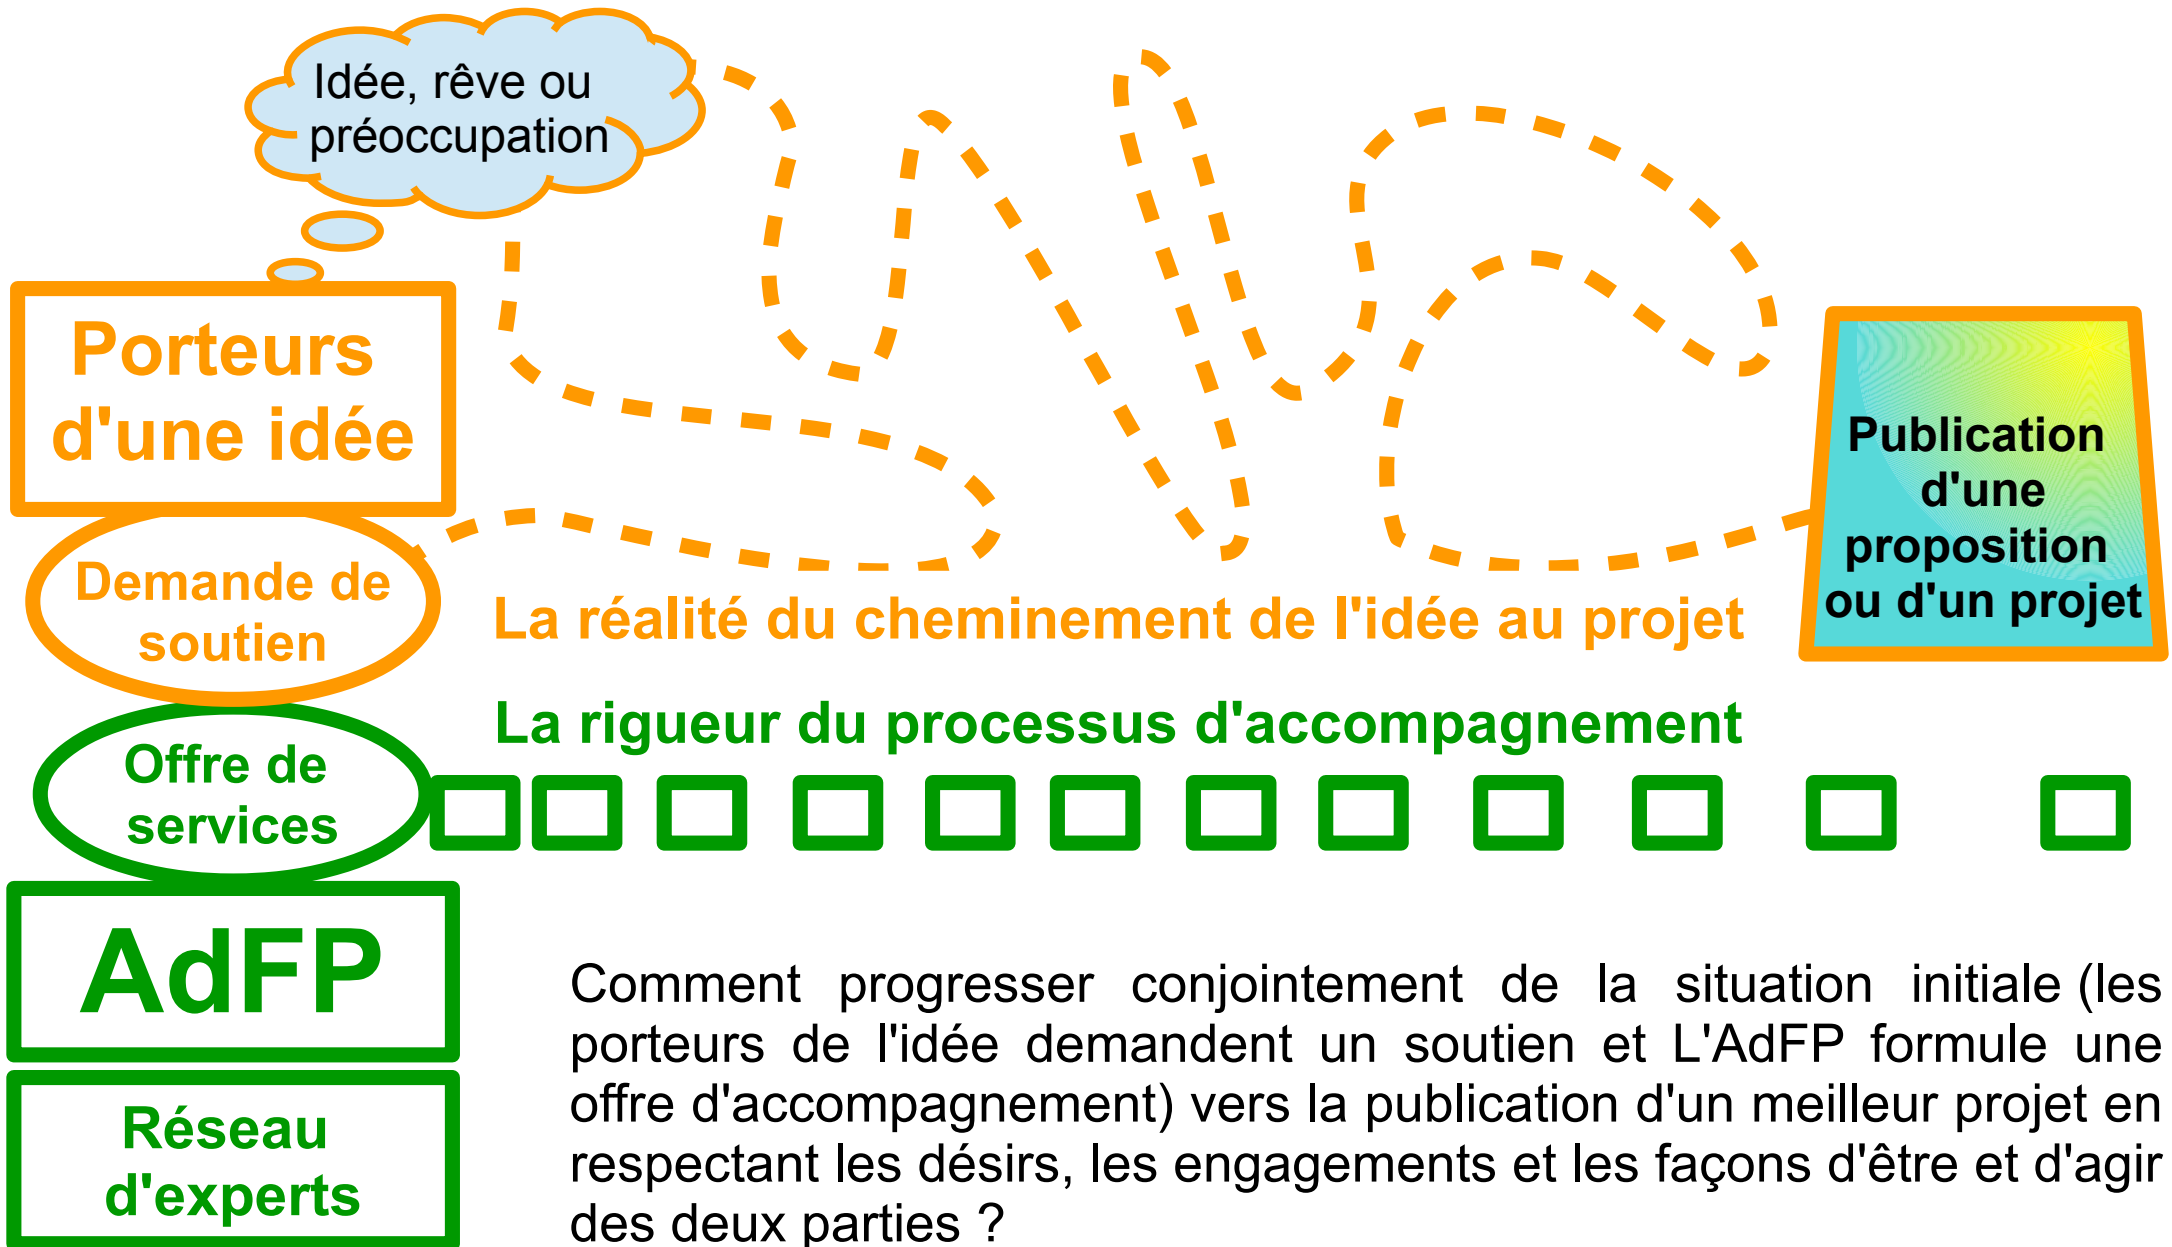 Idée, rêve ou
préoccupation
Porteurs
d'une idée
Demande de
soutien
La réalité du cheminement de l'idée au projet
Publication
d'une
proposition
ou d'un projet
La rigueur du processus d'accompagnement
Offre de
services
AdFP
Réseau
d'experts
Comment progresser conjointement de la situation initiale (les
porteurs de l'idée demandent un soutien et L'AdFP formule une
offre d'accompagnement) vers la publication d'un meilleur projet en
respectant les désirs, les engagements et les façons d'être et d'agir
des deux parties ?